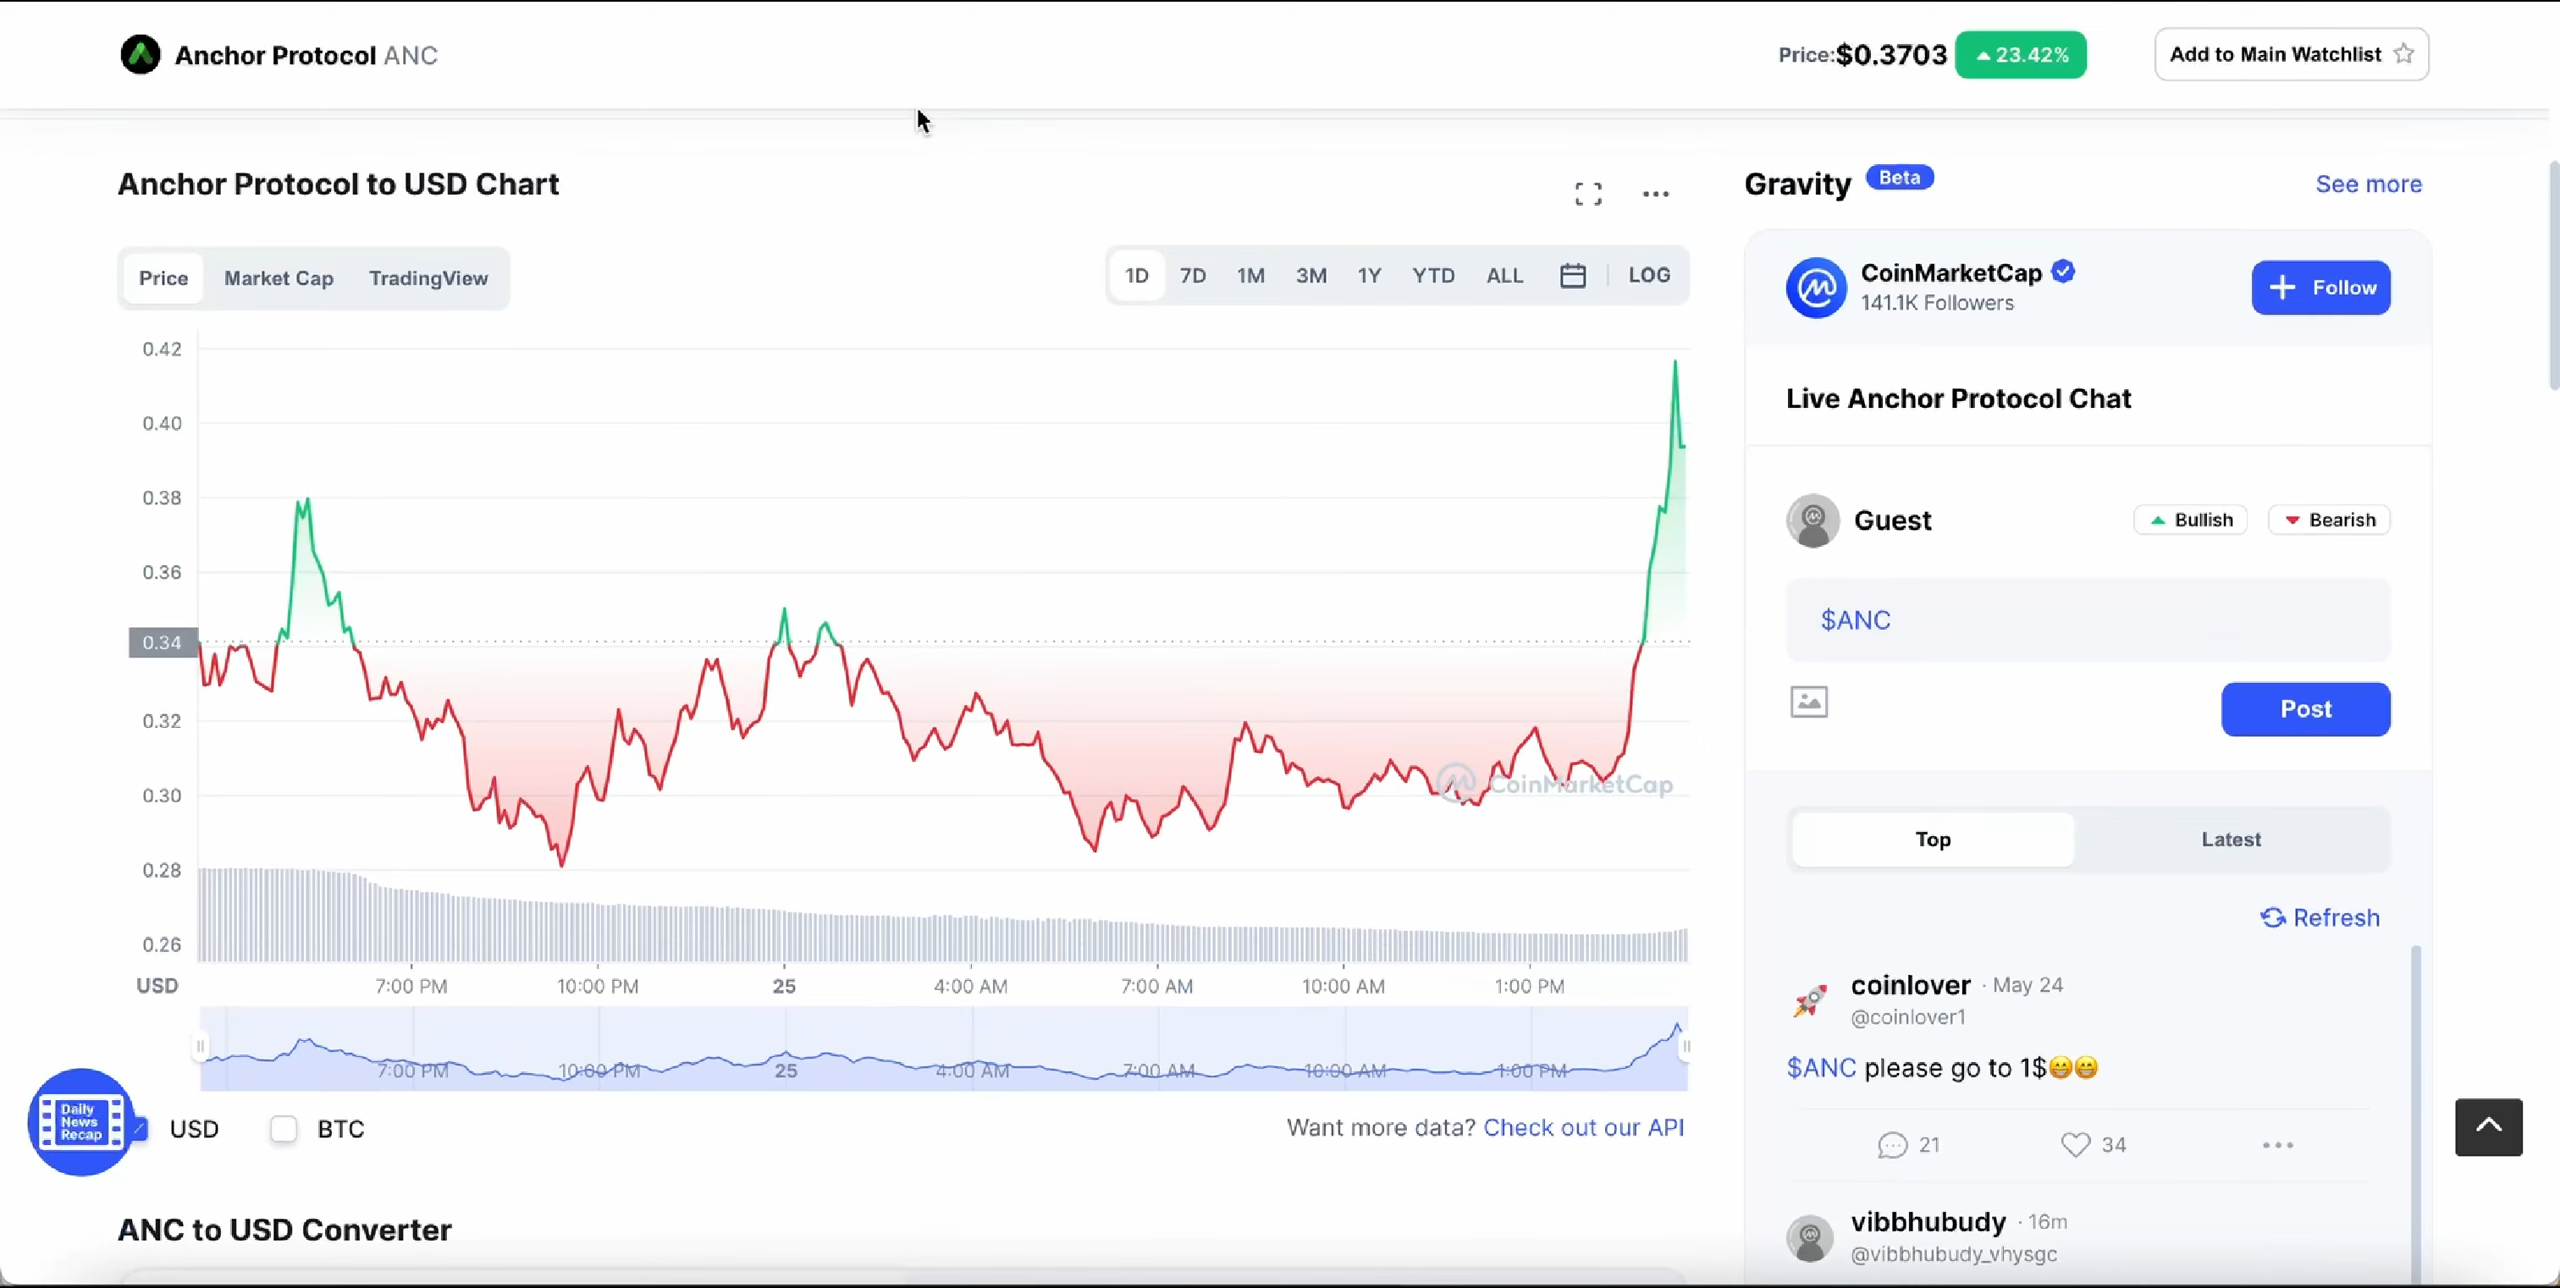 Anchor Protocol ANC
Price:$0.3703 23.42%
Add to Main Watchlist
Anchor Protocol to USD Chart
Price Market Cap TradingView
1D 7D 1M 3M 1Y YTD ALL LOG
0.42
0.40
0.38
0.36
0.34
0.32
0.30
0.28
0.26
CoinMarketCap
USD 7:00 PM 10:00 PM 25 4:00 AM 7:00 AM 10:00 AM 1:00 PM
7:00 PM 10:00 PM 25 4:00 AM 7:00 AM 10:00 AM 1:00 PM
Daily
News
Recap
USD BTC
Want more data? Check out our API
ANC to USD Converter
Gravity Beta See more
CoinMarketCap
141.1K Followers
Follow
Live Anchor Protocol Chat
Guest Bullish Bearish
$ANC
Post
Top Latest
Refresh
coinlover · May 24
@coinlover1
$ANC please go to 1$😁😁
21 34
vibbhubudy · 16m
@vibbhubudy_vhysgc